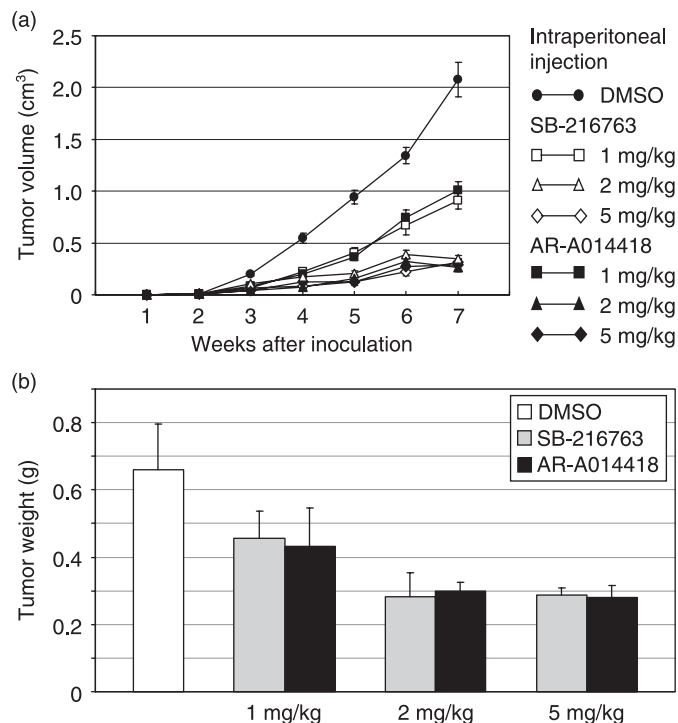 (a)
Tumor volume (cm³)
2.5
2.0
1.5
1.0
0.5
0
1 2 3 4 5 6 7
Weeks after inoculation
Intraperitoneal
injection
DMSO
SB-216763
1 mg/kg
2 mg/kg
5 mg/kg
AR-A014418
1 mg/kg
2 mg/kg
5 mg/kg
(b)
Tumor weight (g)
0.8
0.6
0.4
0.2
0
DMSO
SB-216763
AR-A014418
1 mg/kg 2 mg/kg 5 mg/kg